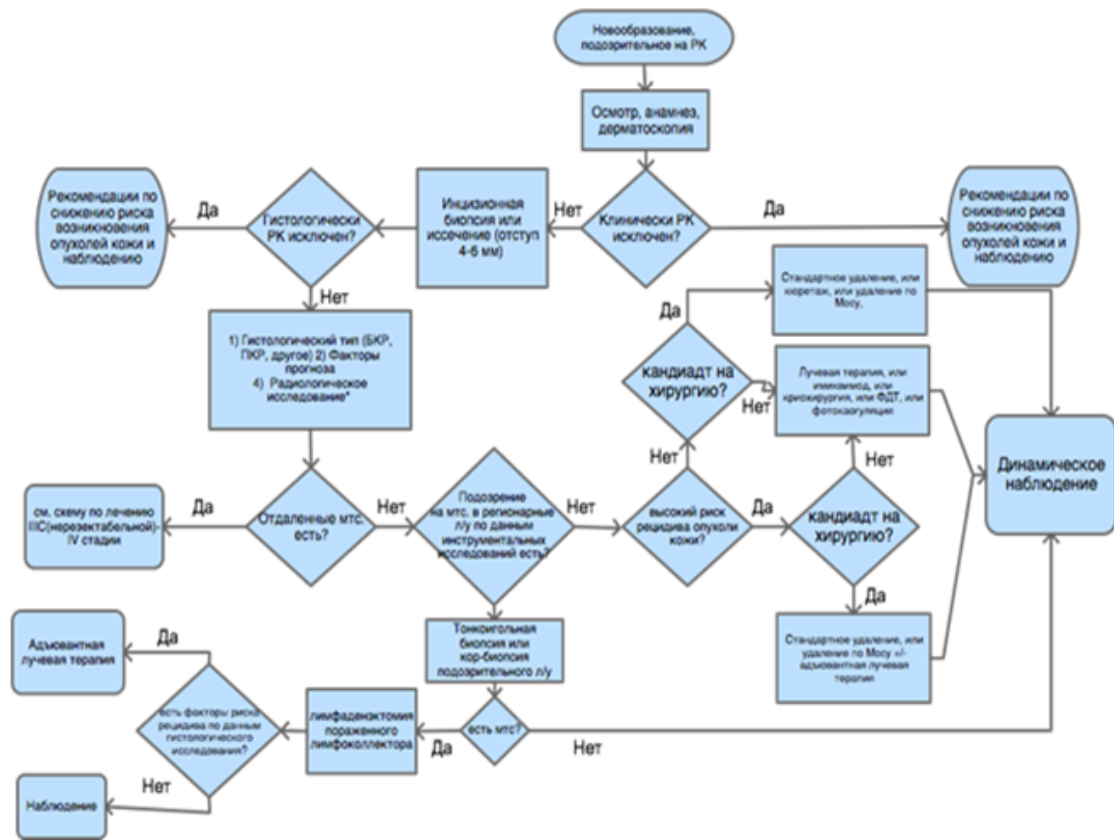 Новообразование,
подозрительное на РК
Осмотр, анамнез,
дерматоскопия
Рекомендации по
снижению риска
возникновения
опухолей кожи и
наблюдению
Да
Гистологически
РК исключен?
Инцизионная
биопсия или
иссечение (отступ
4-6 мм)
Нет
Клинически РК
исключен?
Да
Рекомендации по
снижению риска
возникновения
опухолей кожи и
наблюдению
Нет
1) Гистологический тип (БКР,
ПКР, другое) 2) Факторы
прогноза
4) Радиологическое
исследование*
Да
Стандартное удаление, или
кюретаж, или удаление по
Мосу,
кандиадт на
хирургию?
Нет
Лучевая терапия, или
имихимод, или
криохирургия, или ФДТ, или
фотокоагуляция
Нет
Нет
Динамическое
наблюдение
см. схему по лечению
IIIC(нерезектабельной)-
IV стадии
Да
Отдаленные мтс.
есть?
Нет
Подозрение
на мтс. в регионарные
л/у по данным
инструментальных
исследований есть?
Нет
высокий риск
рецидива опухоли
кожи?
Да
кандиадт на
хирургию?
Да
Тонкоигольная
биопсия или
кор-биопсия
подозрительного л/у
Стандартное удаление, или
удаление по Мосу +/-
адъювантная лучевая
терапия
Адъювантная
лучевая терапия
Да
есть факторы риска
рецидива по данным
гистологического
исследования?
лимфаденэктомия
пораженного
лимфоколлектора
Да
есть мтс?
Нет
Нет
Наблюдение